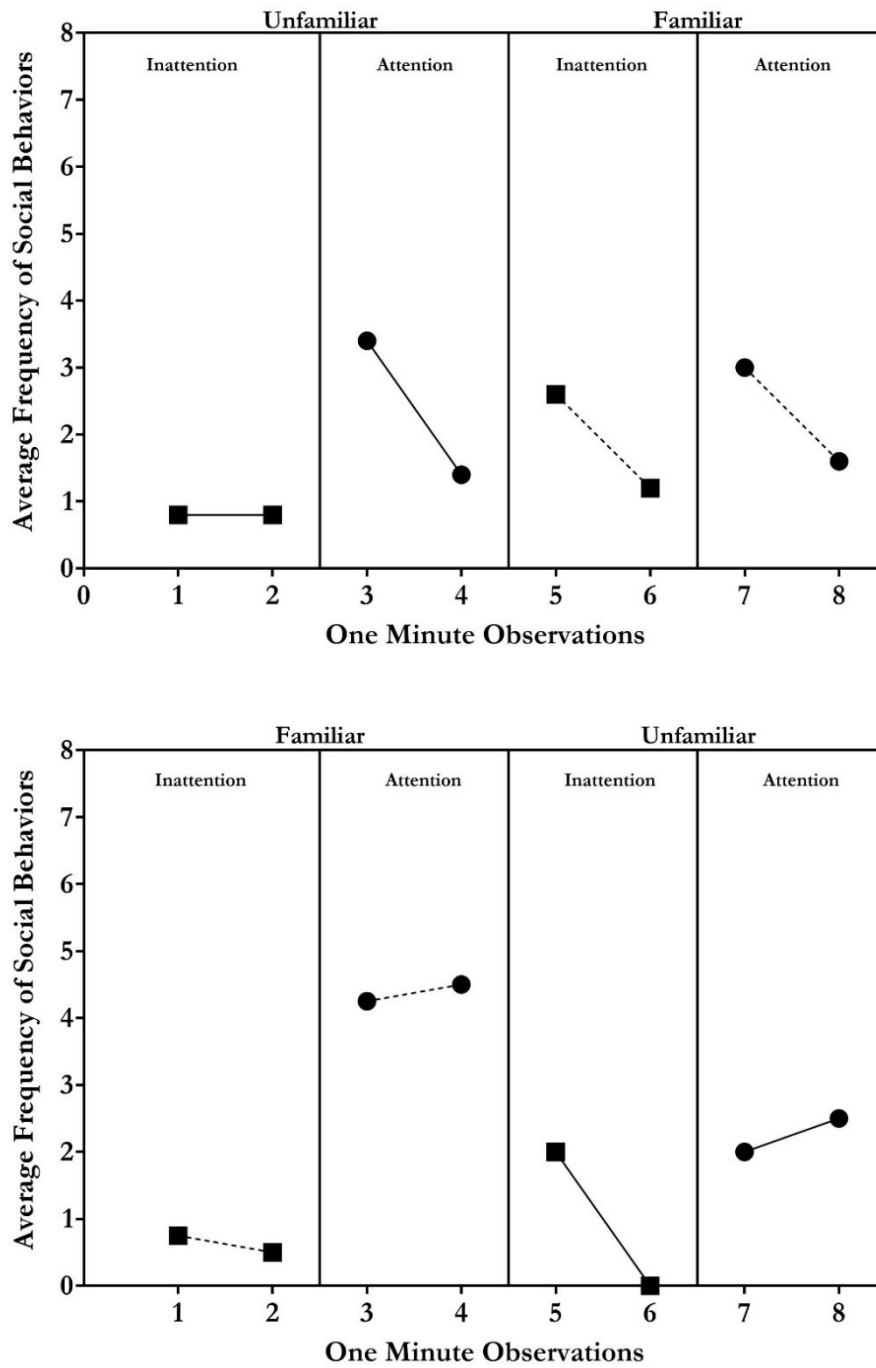 Unfamiliar Familiar
Inattention Attention Inattention Attention
Average Frequency of Social Behaviors
8
7
6
5
4
3
2
1
0
0 1 2 3 4 5 6 7 8
One Minute Observations
Familiar Unfamiliar
Inattention Attention Inattention Attention
Average Frequency of Social Behaviors
8
7
6
5
4
3
2
1
0
1 2 3 4 5 6 7 8
One Minute Observations